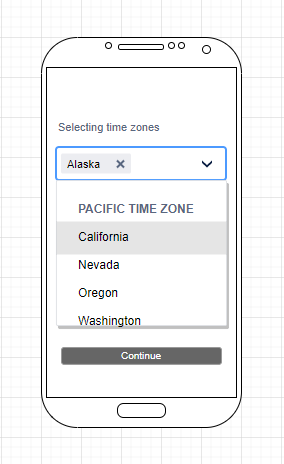 Selecting time zones
Alaska
PACIFIC TIME ZONE
California
Nevada
Oregon
Washington
Continue